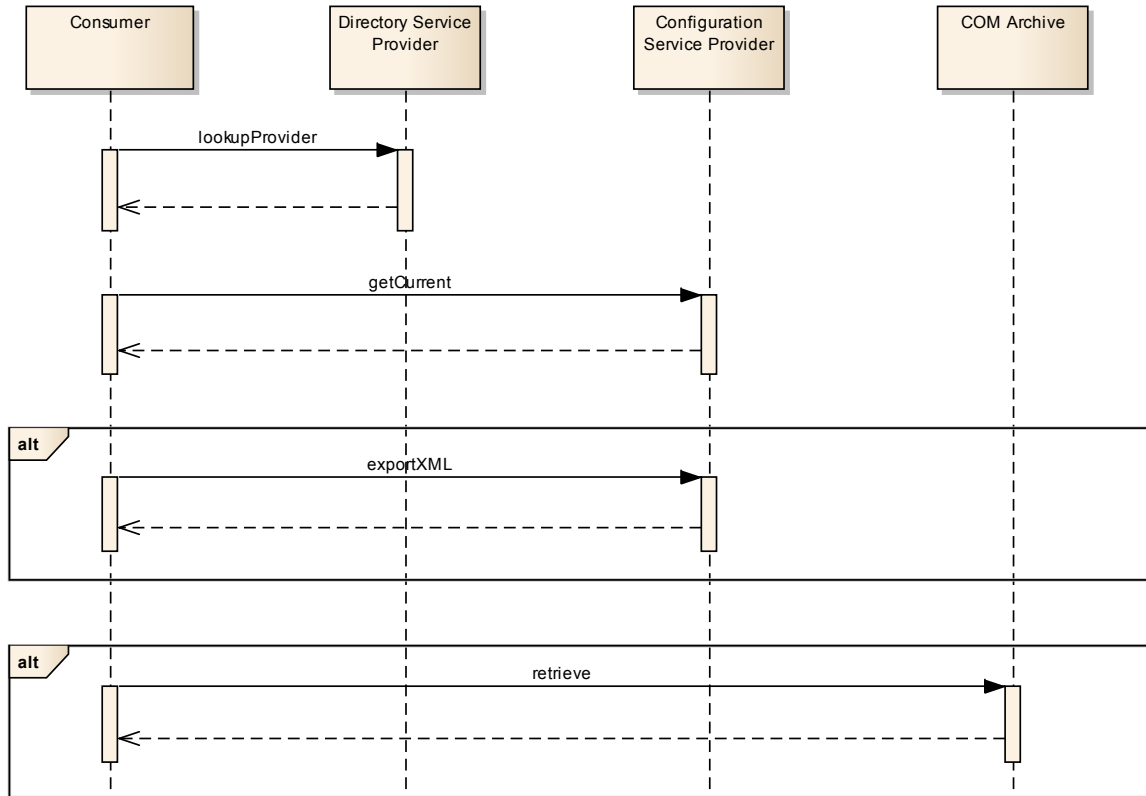 Consumer
Directory Service
Provider
Configuration
Service Provider
COM Archive
lookupProvider
getCurrent
alt
exportXML
alt
retrieve